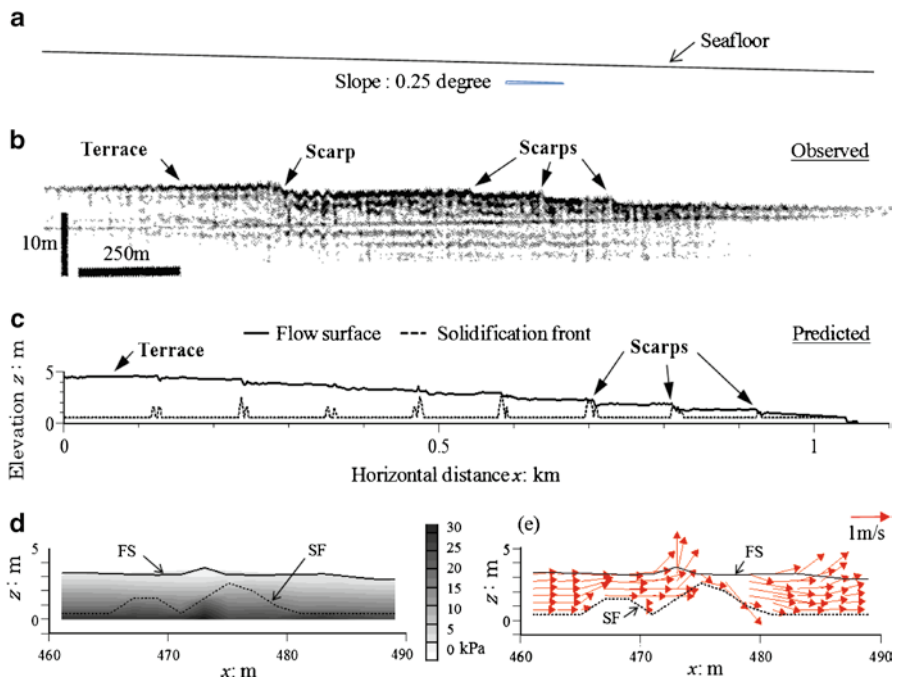 a
Seafloor
Slope : 0.25 degree
b
Terrace
Scarp
Scarps
Observed
10m
250m
c
Flow surface
Solidification front
Predicted
Terrace
Scarps
Elevation z : m
5
0
0
0.5
1
Horizontal distance x: km
d
FS
SF
z : m
5
0
460
470
480
490
x: m
30
25
20
15
10
5
0 kPa
(e)
1m/s
FS
SF
z : m
5
0
460
470
480
490
x: m